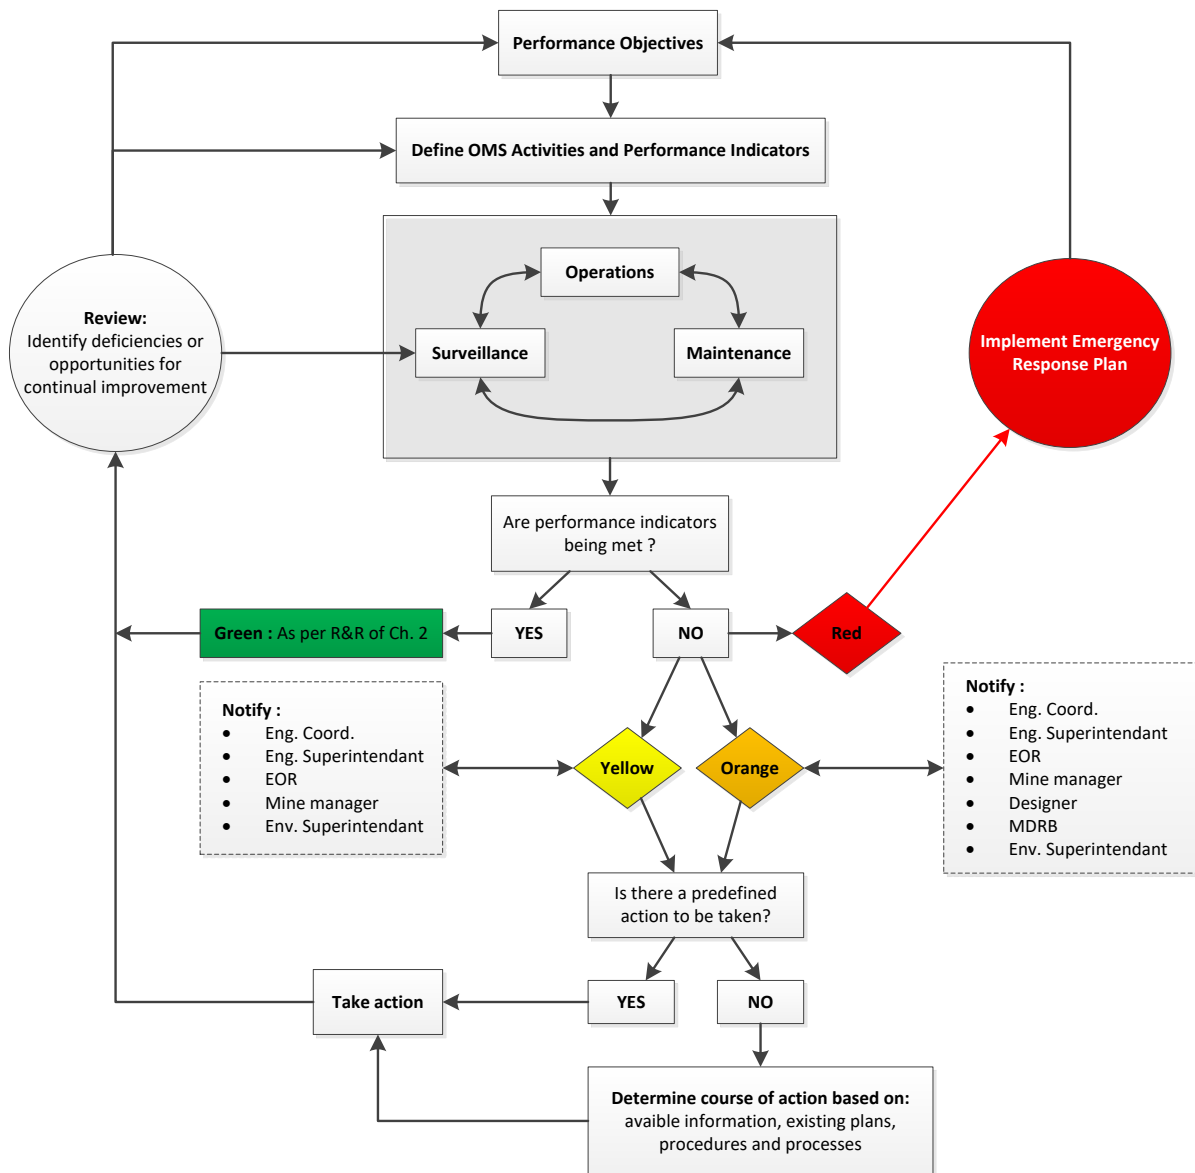 Performance Objectives
Define OMS Activities and Performance Indicators
Operations
Surveillance
Maintenance
Review:
Identify deficiencies or
opportunities for
continual improvement
Implement Emergency
Response Plan
Are performance indicators
being met ?
YES
NO
Green : As per R&R of Ch. 2
Red
Notify :
• Eng. Coord.
• Eng. Superintendant
• EOR
• Mine manager
• Env. Superintendant
Yellow
Orange
Notify :
• Eng. Coord.
• Eng. Superintendant
• EOR
• Mine manager
• Designer
• MDRB
• Env. Superintendant
Is there a predefined
action to be taken?
Take action
YES
NO
Determine course of action based on:
avaible information, existing plans,
procedures and processes